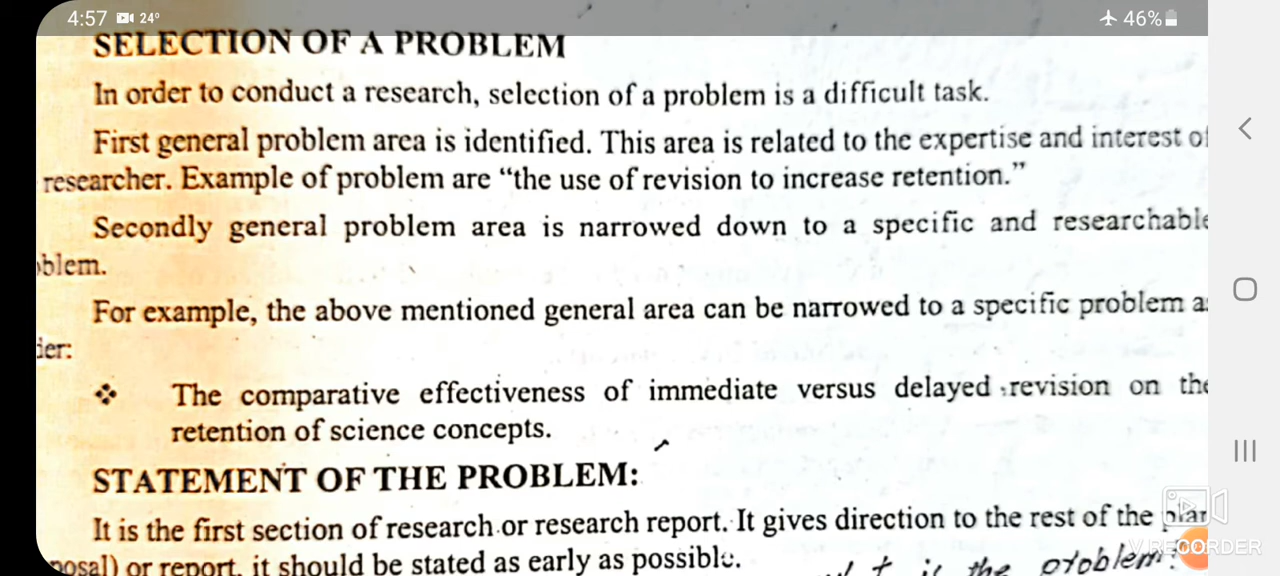 4:57 24°
46%
SELECTION OF A PROBLEM
In order to conduct a research, selection of a problem is a difficult task.
First general problem area is identified. This area is related to the expertise and interest of
researcher. Example of problem are “the use of revision to increase retention.”
Secondly general problem area is narrowed down to a specific and researchable
oblem.
For example, the above mentioned general area can be narrowed to a specific problem as
der:
❖ The comparative effectiveness of immediate versus delayed revision on the
retention of science concepts.
STATEMENT OF THE PROBLEM:
It is the first section of research or research report. It gives direction to the rest of the plan
posal) or report, it should be stated as early as possible.
is the problem?
V RECORDER